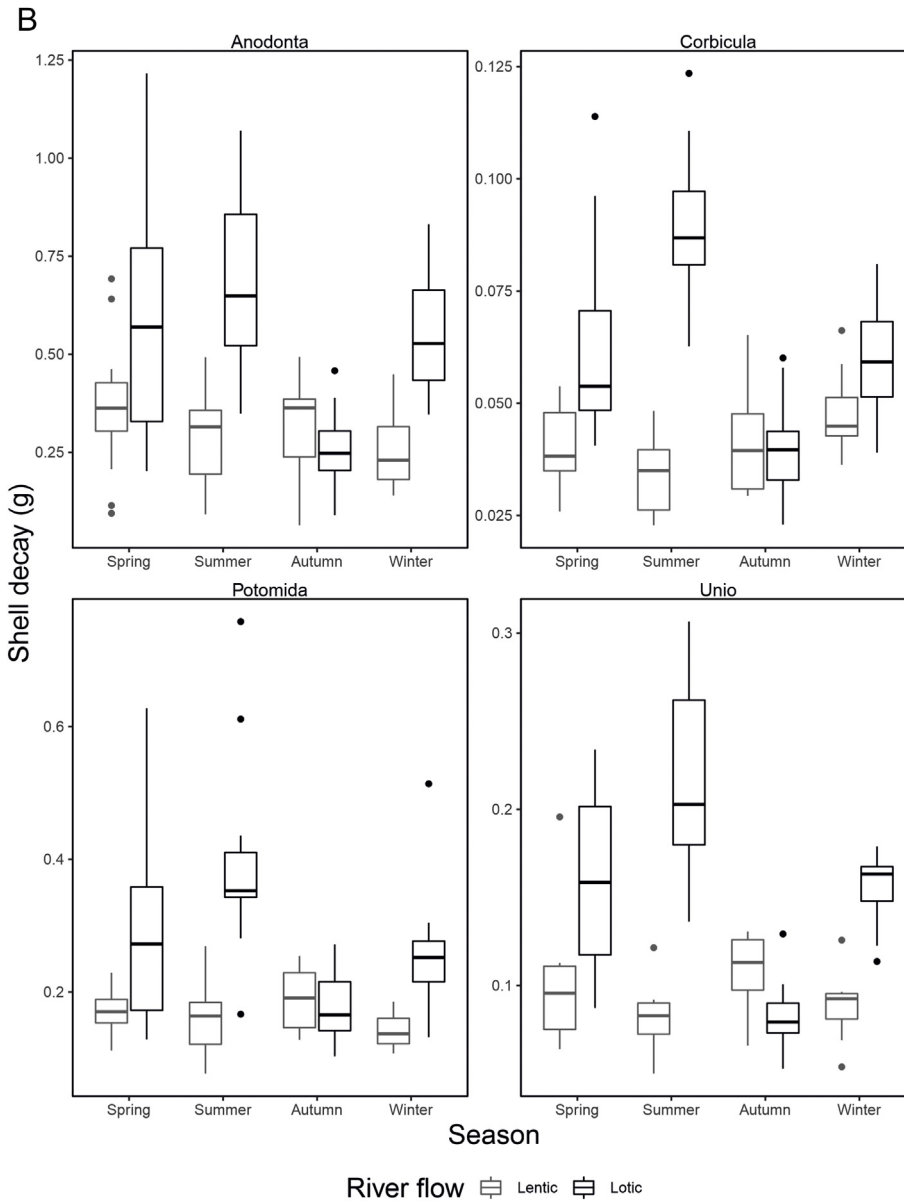 B
Anodonta
Corbicula
1.25
1.00
0.75
0.50
0.25
0.125
0.100
0.075
0.050
0.025
Spring Summer Autumn Winter
Spring Summer Autumn Winter
Shell decay (g)
Potomida
Unio
0.6
0.4
0.2
0.3
0.2
0.1
Spring Summer Autumn Winter
Spring Summer Autumn Winter
Season
River flow Lentic Lotic